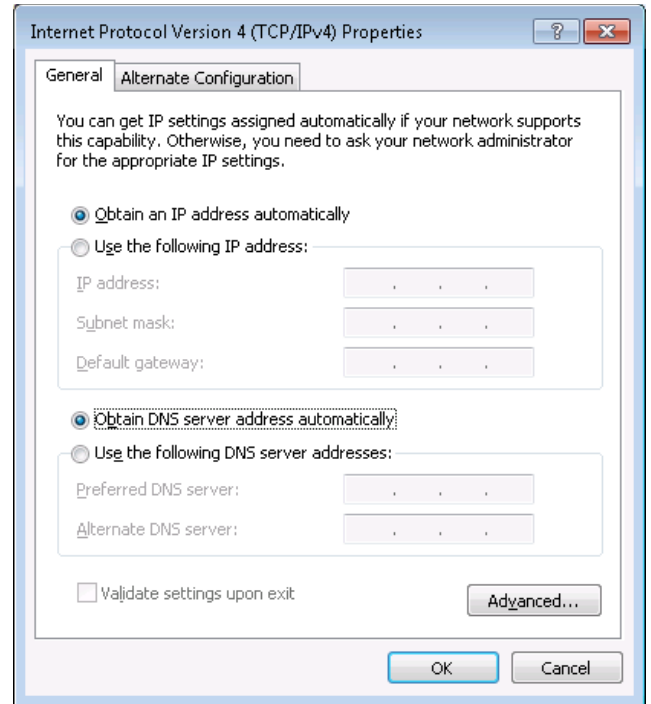 Internet Protocol Version 4 (TCP/IPv4) Properties
General
Alternate Configuration
You can get IP settings assigned automatically if your network supports
this capability. Otherwise, you need to ask your network administrator
for the appropriate IP settings.
Obtain an IP address automatically
Use the following IP address:
IP address:
. . .
Subnet mask:
. . .
Default gateway:
. . .
Obtain DNS server address automatically
Use the following DNS server addresses:
Preferred DNS server:
. . .
Alternate DNS server:
. . .
Validate settings upon exit
Advanced...
OK
Cancel